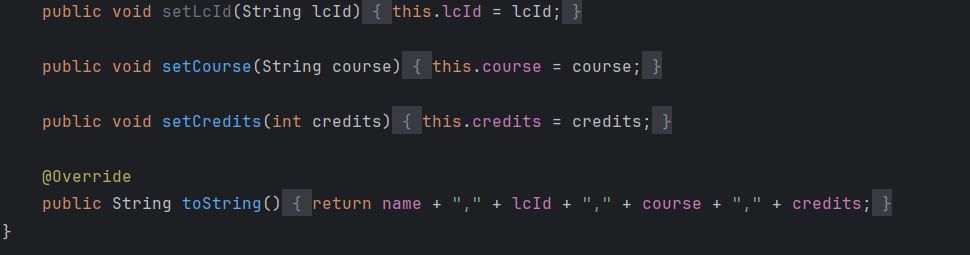 public void setLcId(String lcId) { this.lcId = lcId; }
public void setCourse(String course) { this.course = course; }
public void setCredits(int credits) { this.credits = credits; }
@Override
public String toString() { return name + "," + lcId + "," + course + "," + credits; }
}